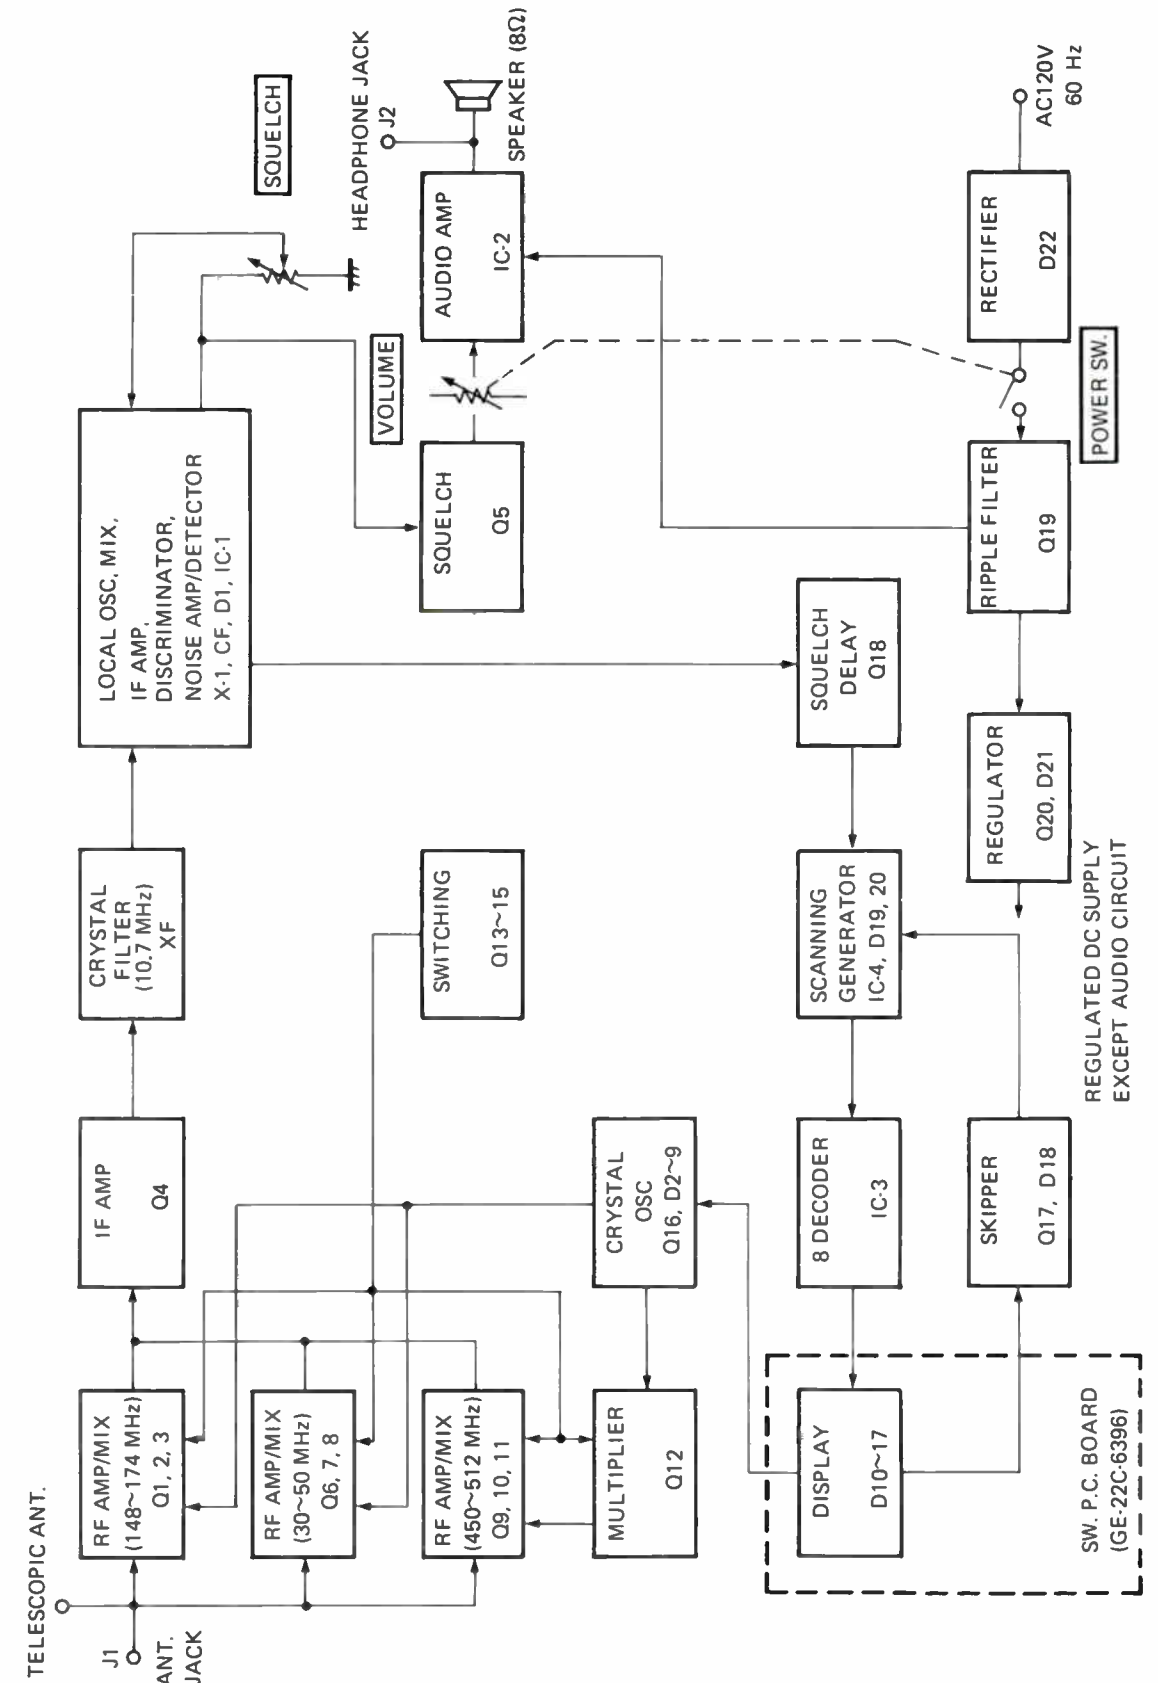 TELESCOPIC ANT.
J1
ANT.
JACK
RF AMP/MIX
(148~174 MHz)
Q1, 2, 3
IF AMP
Q4
CRYSTAL
FILTER
(10.7 MHz)
XF
LOCAL OSC, MIX,
IF AMP,
DISCRIMINATOR,
NOISE AMP/DETECTOR
X-1, CF, D1, IC-1
SQUELCH
RF AMP/MIX
(30~50 MHz)
Q6, 7, 8
HEADPHONE JACK
J2
RF AMP/MIX
(450~512 MHz)
Q9, 10, 11
SWITCHING
Q13~15
SQUELCH
Q5
VOLUME
AUDIO AMP
IC-2
SPEAKER (8Ω)
MULTIPLIER
Q12
CRYSTAL
OSC
Q16, D2~9
DISPLAY
D10~17
8 DECODER
IC-3
SCANNING
GENERATOR
IC-4, D19, 20
SQUELCH
DELAY
Q18
SKIPPER
Q17, D18
REGULATOR
Q20, D21
RIPPLE FILTER
Q19
RECTIFIER
D22
AC120V
60 Hz
POWER SW.
SW. P.C. BOARD
(GE-22C-6396)
REGULATED DC SUPPLY
EXCEPT AUDIO CIRCUIT